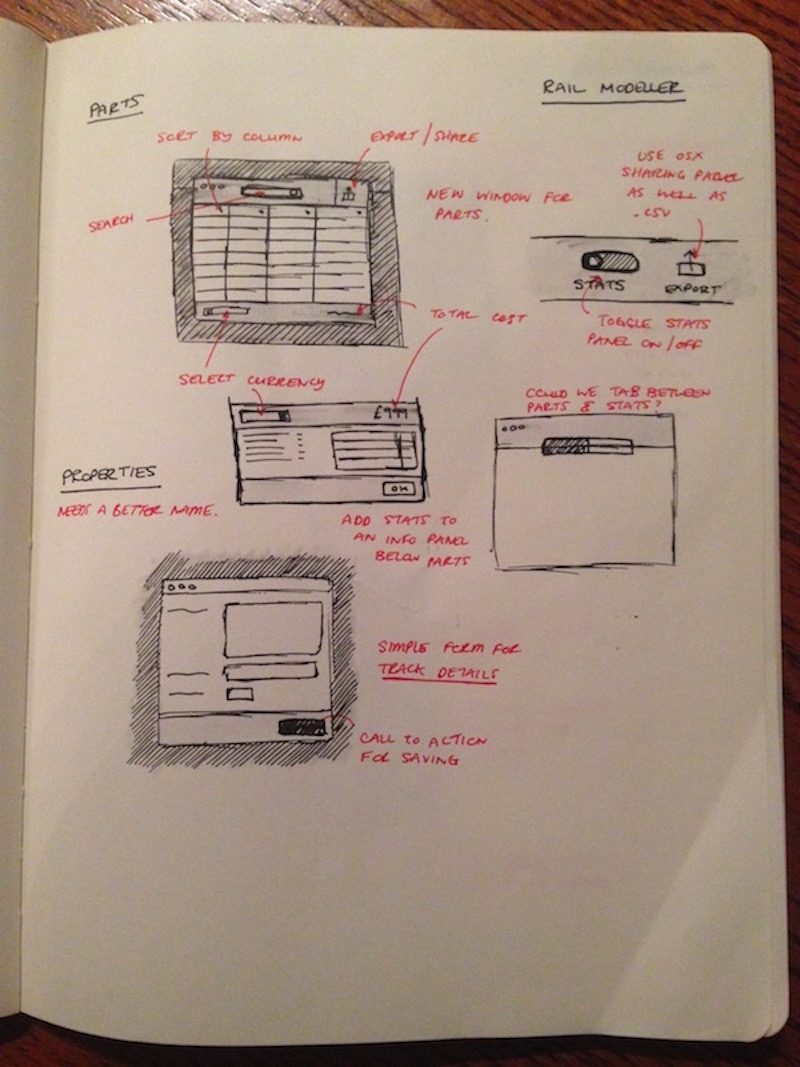 PARTS
RAIL MODELLER
SORT BY COLUMN
EXPORT / SHARE
SEARCH
NEW WINDOW FOR
PARTS.
USE OSX
SHARING PANEL
AS WELL AS
.CSV
STATS
EXPORT
TOGGLE STATS
PANEL ON/OFF
TOTAL COST
SELECT CURRENCY
£999
OK
COULD WE TAB BETWEEN
PARTS & STATS?
PROPERTIES
NEEDS A BETTER NAME.
ADD STATS TO
AN INFO PANEL
BELOW PARTS
SIMPLE FORM FOR
TRACK DETAILS
CALL TO ACTION
FOR SAVING